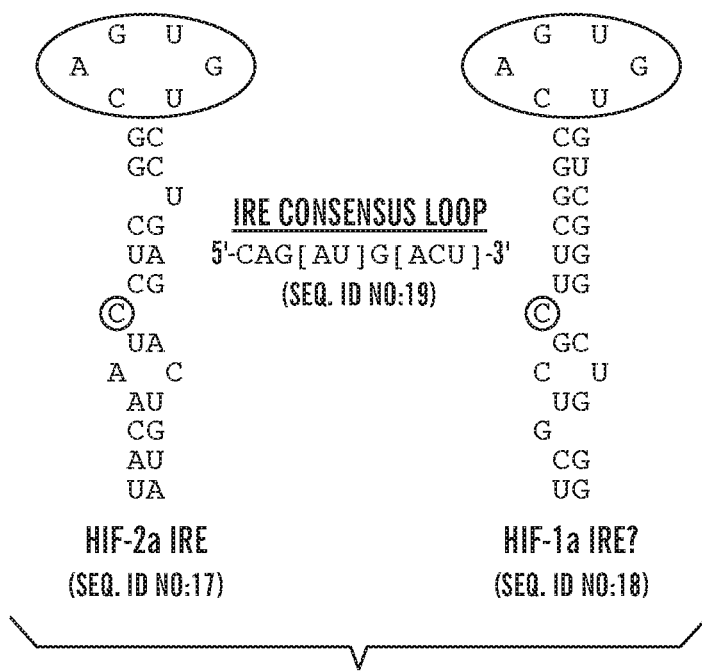 G U G U
A G A G
C U C U
GC CG
GC GU
U GC
IRE CONSENSUS LOOP
CG CG
5'-CAG[AU]G[ACU]-3'
UA UG
CG UU
(SEQ. ID NO:19)
C C
UA GC
A C C U
AU UG
CG G
AU CG
UA UG
HIF-2a IRE HIF-1a IRE?
(SEQ. ID NO:17) (SEQ. ID NO:18)